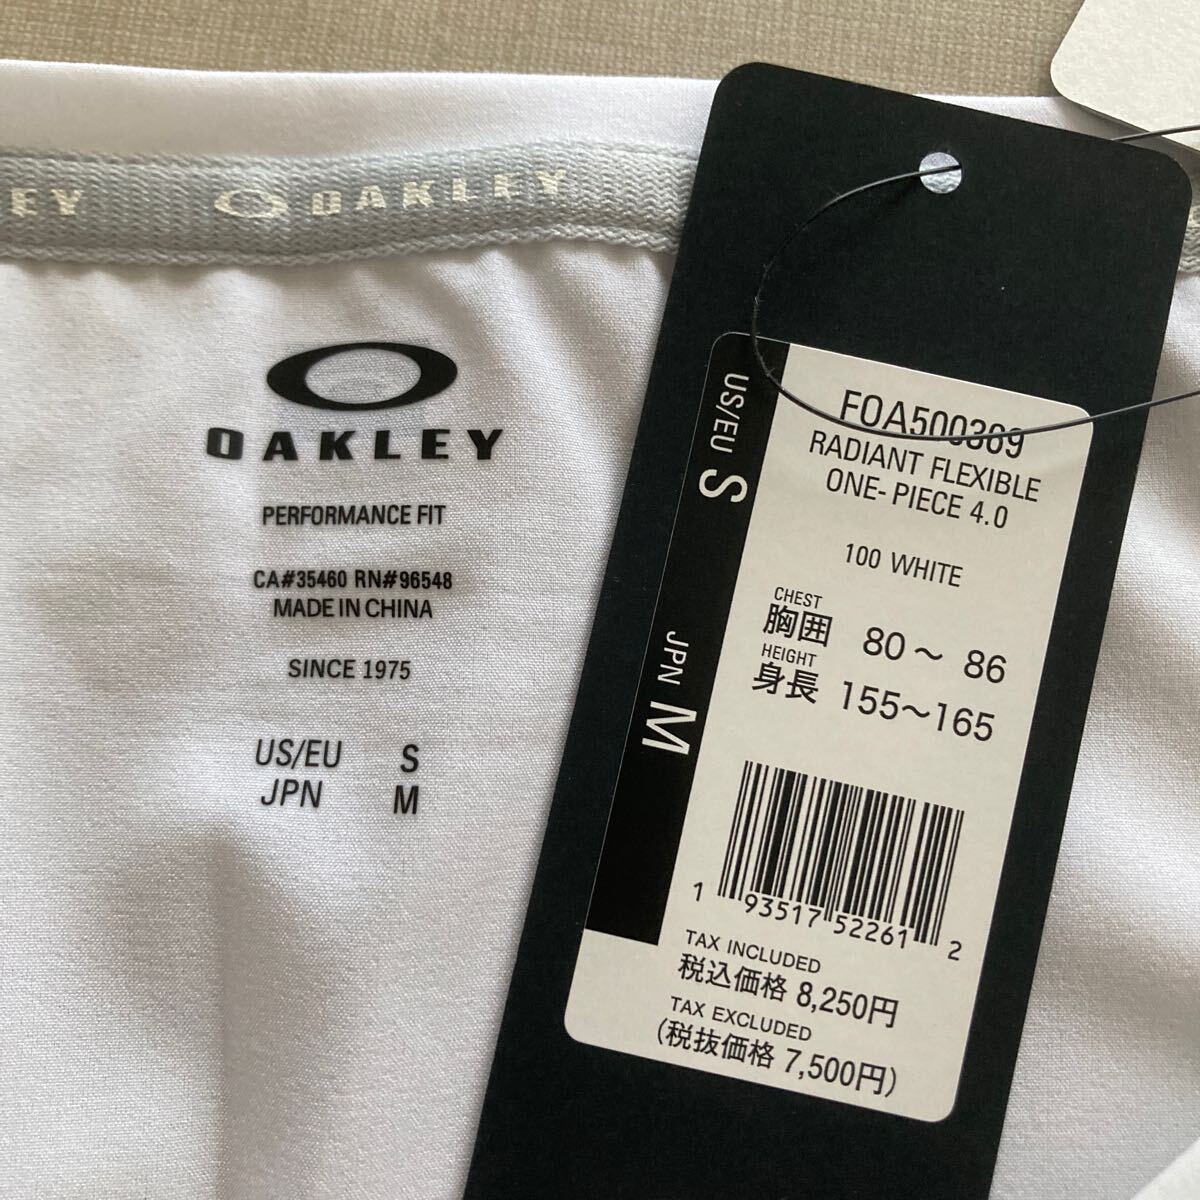 EY OAKLEY
OAKLEY
PERFORMANCE FIT
CA#35460 RN#96548
MADE IN CHINA
SINCE 1975
US/EU S
JPN M
US/EU S
JPN M
FOA500369
RADIANT FLEXIBLE
ONE- PIECE 4.0
100 WHITE
CHEST
胸囲 80～ 86
HEIGHT
身長 155～165
1 93517 52261 2
TAX INCLUDED
税込価格 8,250円
TAX EXCLUDED
(税抜価格 7,500円)